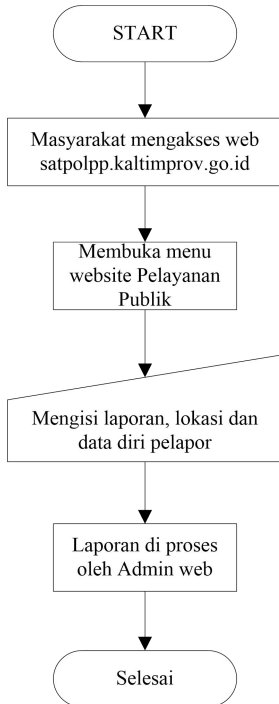 START
Masyarakat mengakses web
satpolpp.kaltimprov.go.id
Membuka menu
website Pelayanan
Publik
Mengisi laporan, lokasi dan
data diri pelapor
Laporan di proses
oleh Admin web
Selesai